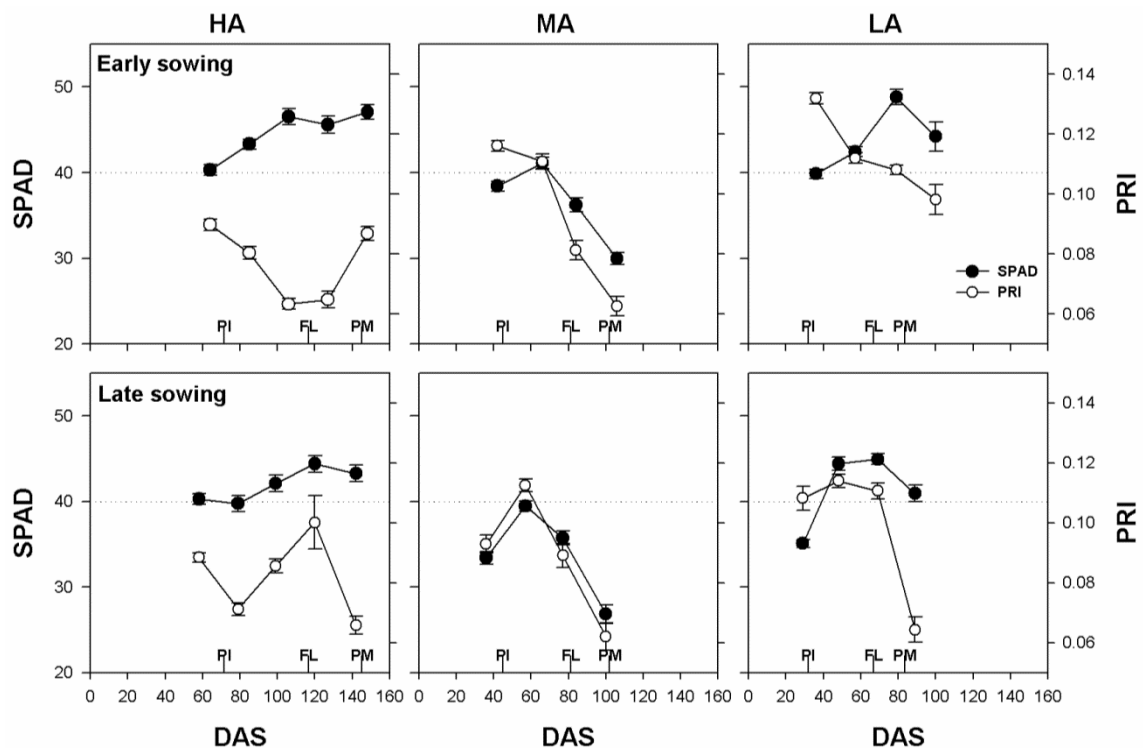 HA MA LA
Early sowing
50 0.14
0.12
SPAD 40 PRI
0.10
30 0.08
SPAD
PRI
0.06
PI FL PM PI FL PM PI FL PM
20
Late sowing
50 0.14
0.12
SPAD 40 PRI
0.10
30 0.08
0.06
PI FL PM PI FL PM PI FL PM
20
0 20 40 60 80 100 120 140 160 0 20 40 60 80 100 120 140 160 0 20 40 60 80 100 120 140 160
DAS DAS DAS